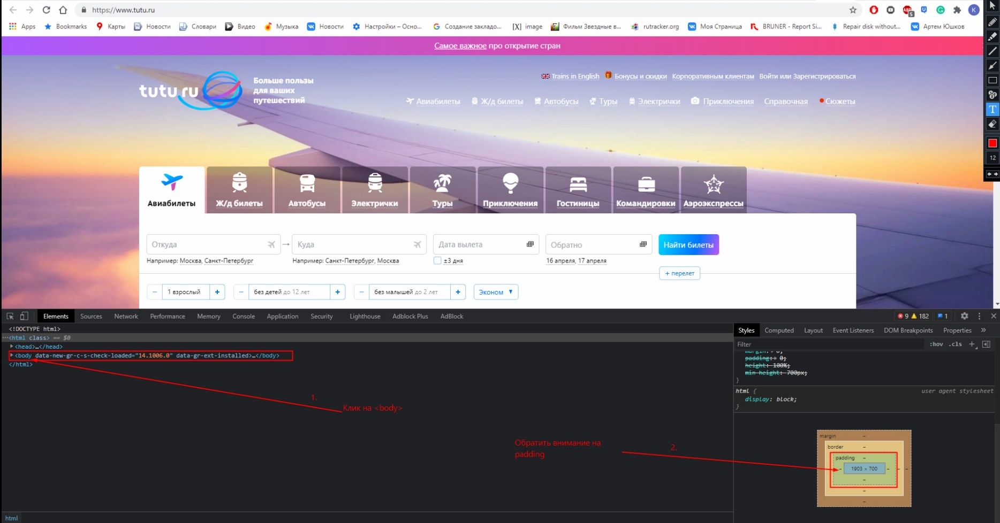 https://www.tutu.ru
Apps Bookmarks Карты Новости Словари Видео Музыка Новости Настройки – Осно... Создание закладо... [X] image Фильм Звездные в... rutracker.org Моя Страница BRUNER - Report Si... Repair disk without... Артем Юшков
Самое важное про открытие стран
Trains in English Бонусы и скидки Корпоративным клиентам Войти или Зарегистрироваться
tutu ru
Больше пользы
для ваших
путешествий
Авиабилеты Ж/д билеты Автобусы Туры Электрички Приключения Справочная Сюжеты
Авиабилеты Ж/д билеты Автобусы Электрички Туры Приключения Гостиницы Командировки Аэроэкспрессы
Откуда → Куда Дата вылета Обратно Найти билеты
Например: Москва, Санкт-Петербург Например: Санкт-Петербург, Москва ±3 дня 16 апреля, 17 апреля
+ перелет
− 1 взрослый + − без детей до 12 лет + − без малышей до 2 лет + Эконом ▼
T
12
Elements Sources Network Performance Memory Console Application Security Lighthouse Adblock Plus AdBlock 9 182 1
<!DOCTYPE html>
<html class> == $0
<head>…</head>
<body data-new-gr-c-s-check-loaded="14.1006.0" data-gr-ext-installed>…</body>
</html>
1.
Клик на <body>
Обратить внимание на
padding
2.
html
Styles Computed Layout Event Listeners DOM Breakpoints Properties »
Filter :hov .cls +
margin: 0;
padding: 0;
height: 100%;
min-height: 700px;
}
html { user agent stylesheet
display: block;
}
margin –
border –
padding –
– 1903 × 700 – – –
–
–
–